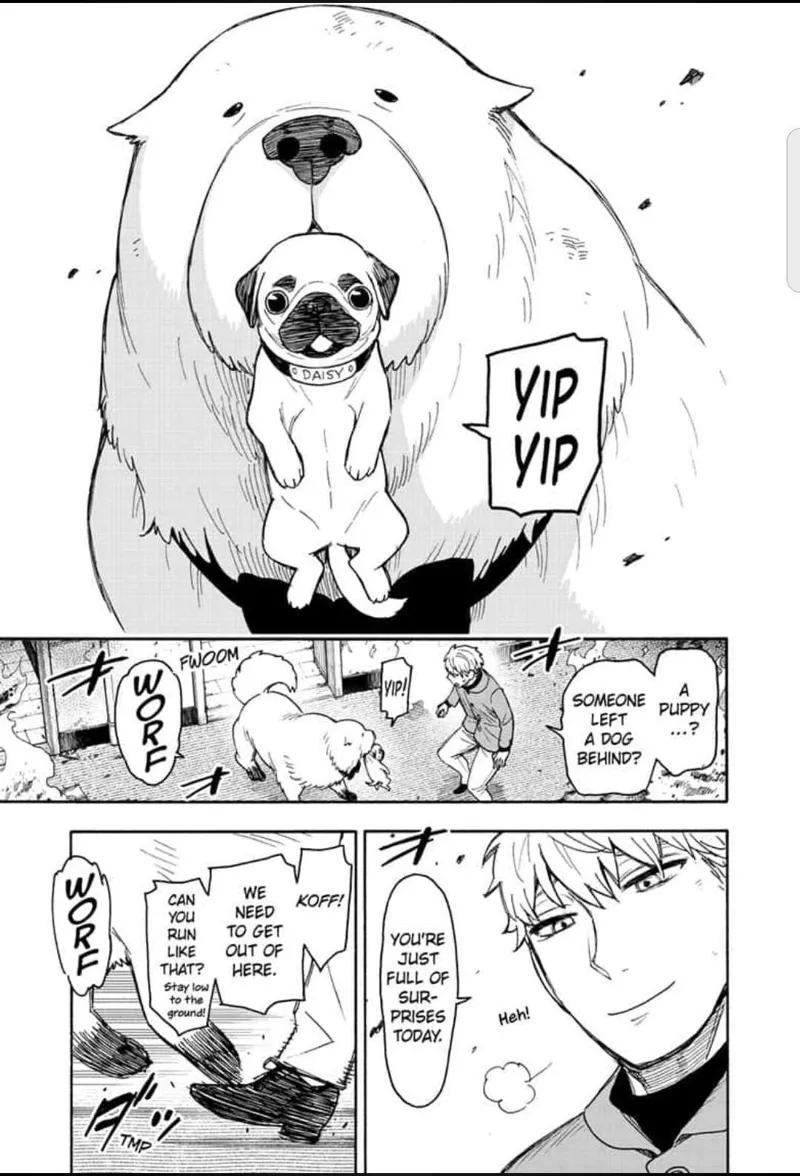 DAISY
YIP
YIP
A
PUPPY
...?
SOMEONE
LEFT
A DOG
BEHIND?
YIP!
FWOOM
WORF
YOU'RE
JUST
FULL OF
SUR-
PRISES
TODAY.
Heh!
KOFF!
WE
NEED
TO GET
OUT OF
HERE.
CAN
YOU
RUN
LIKE
THAT?
Stay low
to the
ground!
WORF
ダッ
TMP